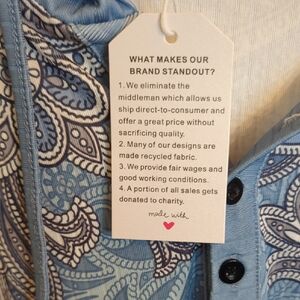 WHAT MAKES OUR
BRAND STANDOUT?
1. We eliminate the
middleman which allows us
ship direct-to-consumer and
offer a great price without
sacrificing quality.
2. Many of our designs are
made recycled fabric.
3. We provide fair wages and
good working conditions.
4. A portion of all sales gets
donated to charity.
made with